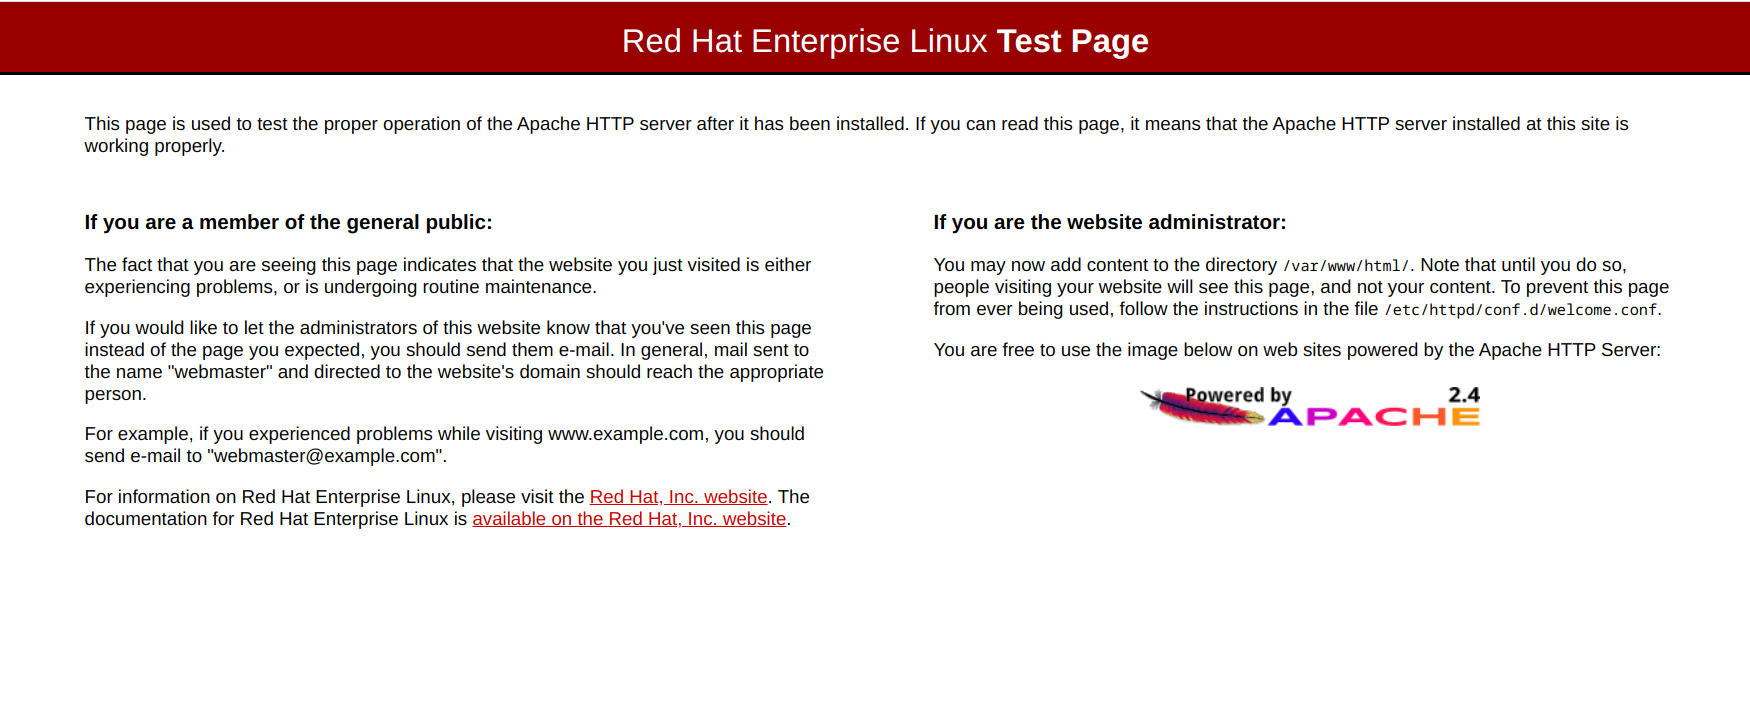 Red Hat Enterprise Linux Test Page
This page is used to test the proper operation of the Apache HTTP server after it has been installed. If you can read this page, it means that the Apache HTTP server installed at this site is
working properly.
If you are a member of the general public:
The fact that you are seeing this page indicates that the website you just visited is either
experiencing problems, or is undergoing routine maintenance.
If you would like to let the administrators of this website know that you've seen this page
instead of the page you expected, you should send them e-mail. In general, mail sent to
the name "webmaster" and directed to the website's domain should reach the appropriate
person.
For example, if you experienced problems while visiting www.example.com, you should
send e-mail to "webmaster@example.com".
For information on Red Hat Enterprise Linux, please visit the Red Hat, Inc. website. The
documentation for Red Hat Enterprise Linux is available on the Red Hat, Inc. website.
If you are the website administrator:
You may now add content to the directory /var/www/html/. Note that until you do so,
people visiting your website will see this page, and not your content. To prevent this page
from ever being used, follow the instructions in the file /etc/httpd/conf.d/welcome.conf.
You are free to use the image below on web sites powered by the Apache HTTP Server:
Powered by 2.4
APACHE